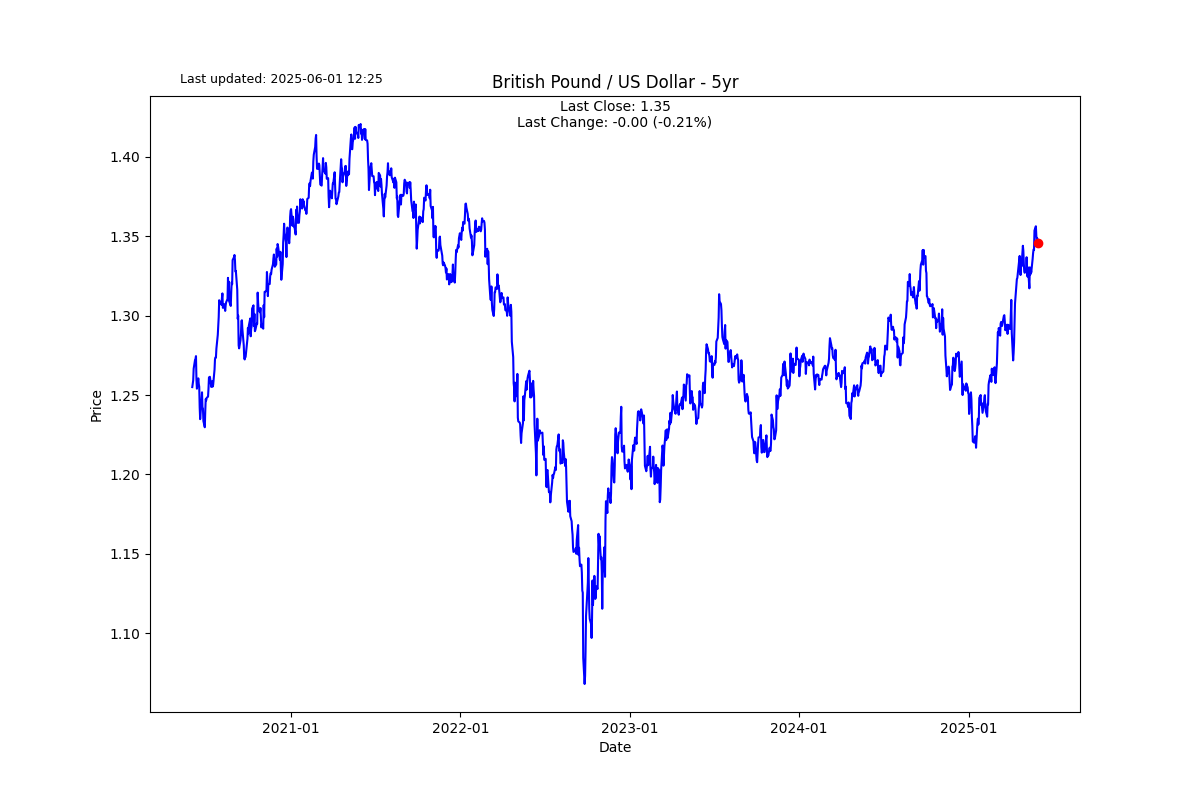 Last updated: 2025-06-01 12:25
British Pound / US Dollar - 5yr
Last Close: 1.35
Last Change: -0.00 (-0.21%)
Price
1.40
1.35
1.30
1.25
1.20
1.15
1.10
2021-01
2022-01
2023-01
2024-01
2025-01
Date